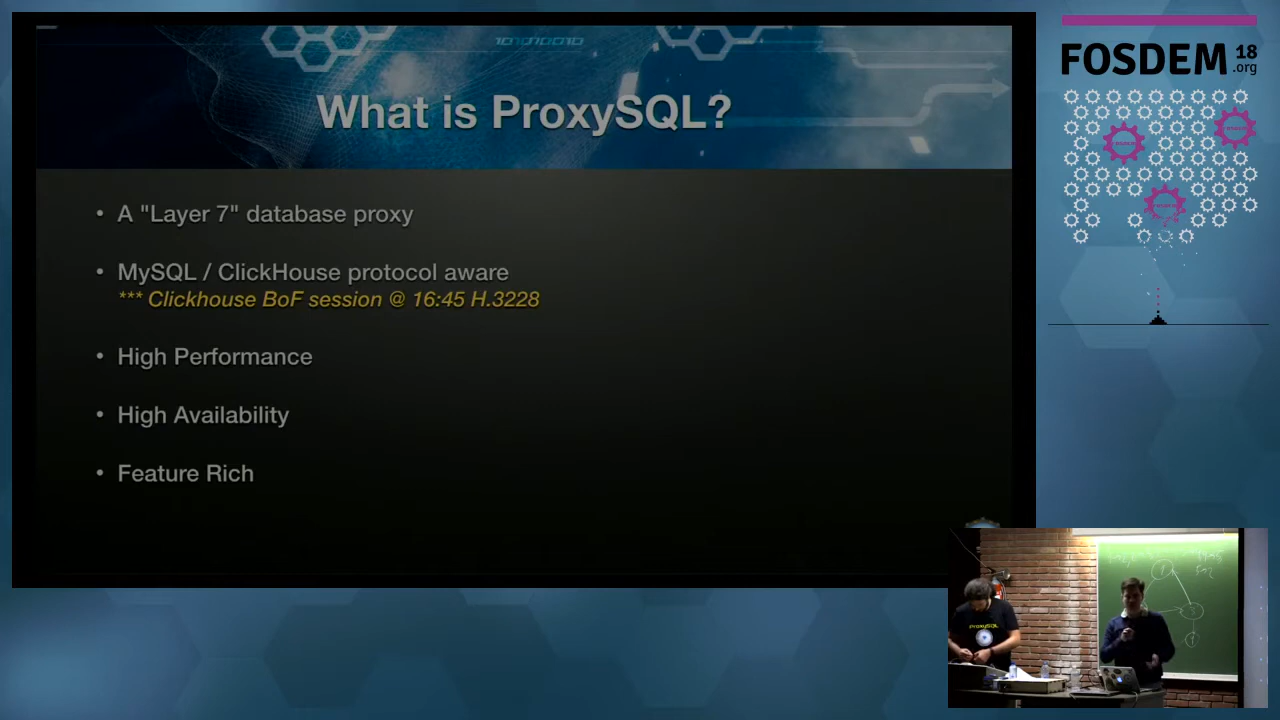 What is ProxySQL?
• A "Layer 7" database proxy
• MySQL / ClickHouse protocol aware
*** Clickhouse BoF session @ 16:45 H.3228
• High Performance
• High Availability
• Feature Rich
FOSDEM 18
.org
ProxySQL